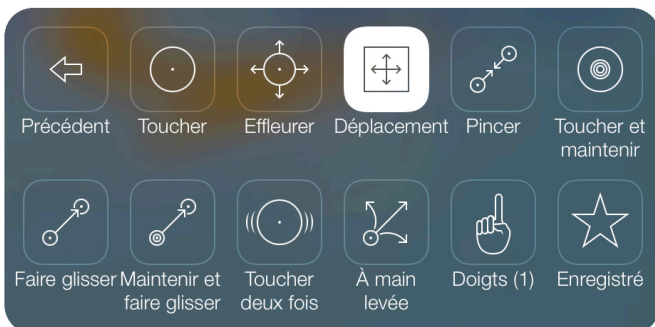 Précédent
Toucher
Effleurer
Déplacement
Pincer
Toucher et
maintenir
Faire glisser
Maintenir et
faire glisser
Toucher
deux fois
À main
levée
Doigts (1)
Enregistré